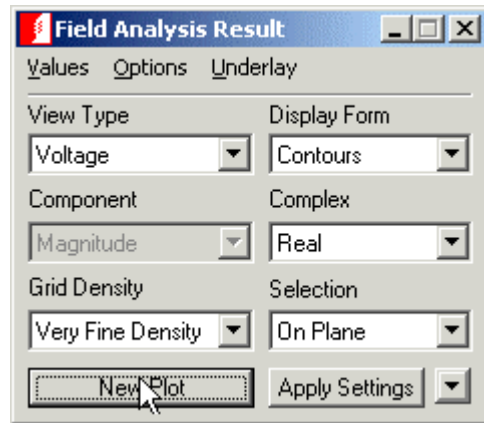 Field Analysis Result
Values Options Underlay
View Type Display Form
Voltage Contours
Component Complex
Magnitude Real
Grid Density Selection
Very Fine Density On Plane
New Plot Apply Settings